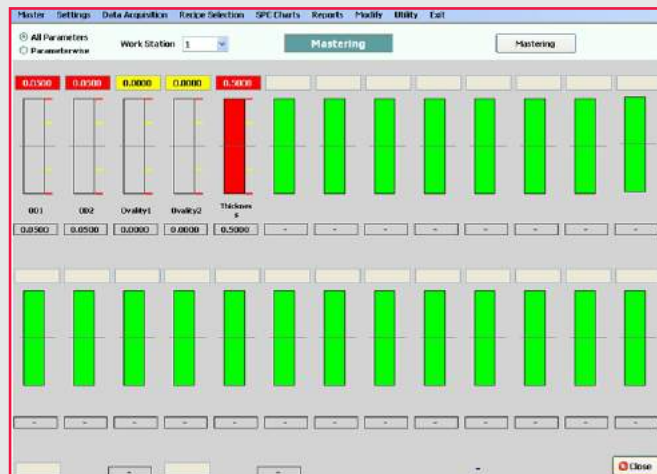 Master Settings Data Acquisition Recipe Selection SPC Charts Reports Modify Utility Exit
All Parameters
Parameterwise
Work Station 1
Mastering
Mastering
0.0500 0.0500 0.0000 0.0000 0.5000
OD1 OD2 Ovality1 Ovality2 Thicknes
s
0.0500 0.0500 0.0000 0.0000 0.5000 - - - - - - - -
- - - - - - - - - - - - -
- - -
Close